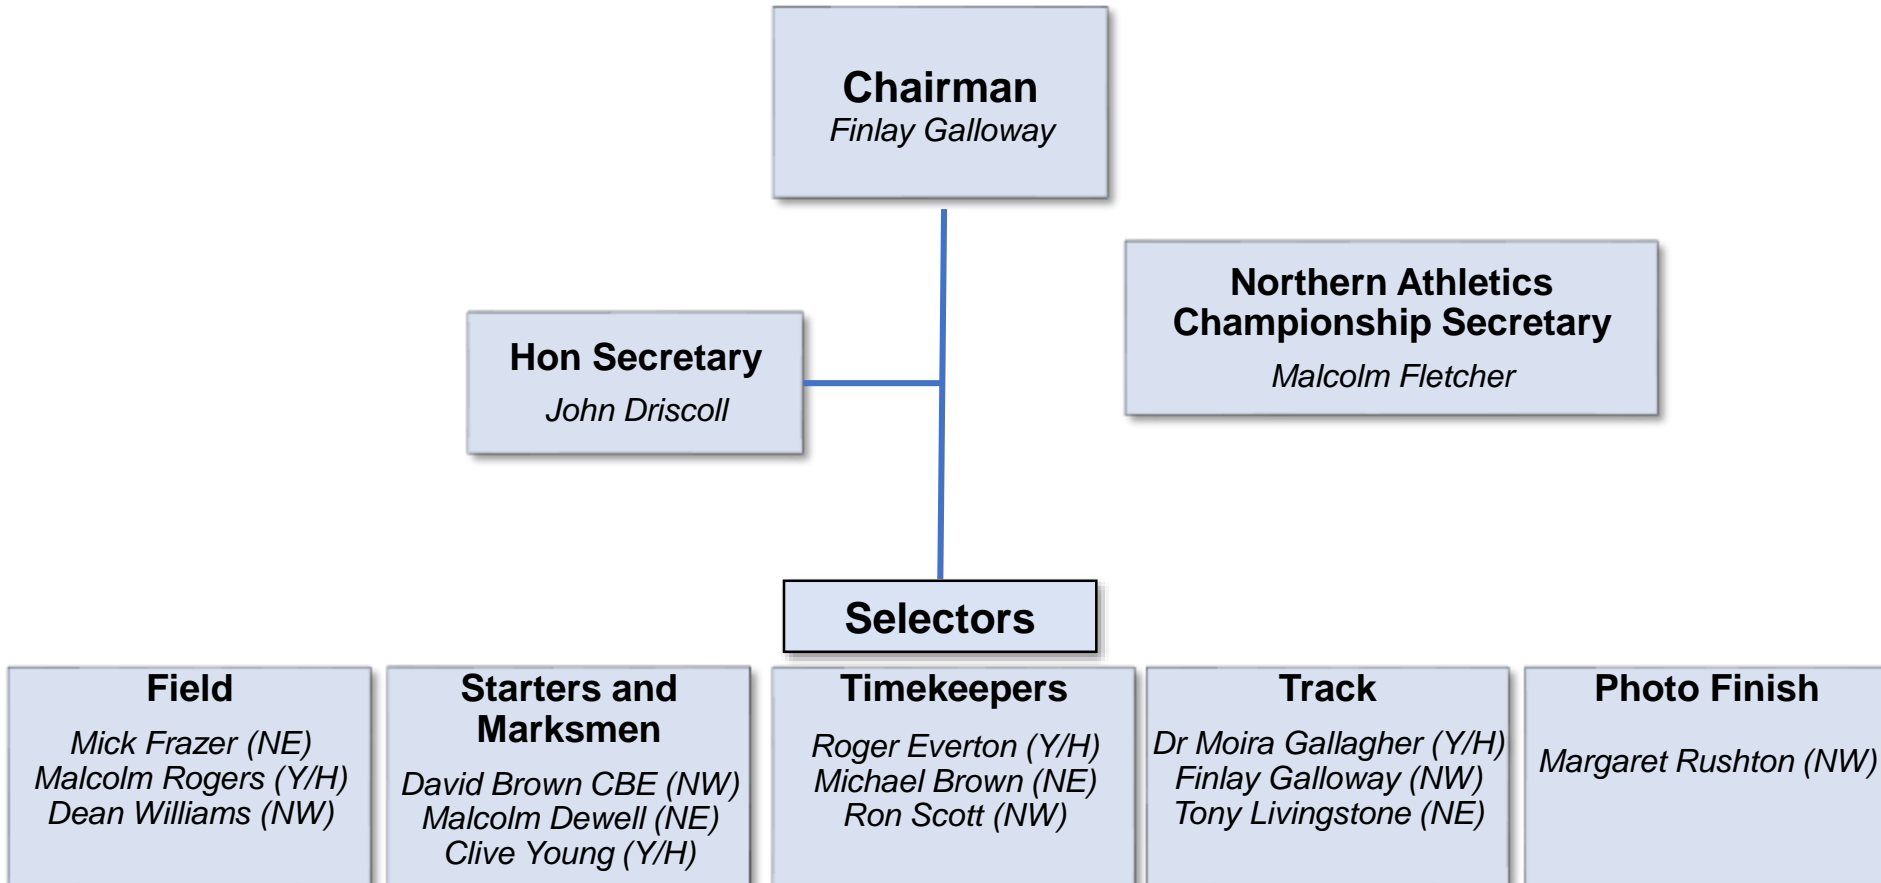 Chairman
Finlay Galloway
Northern Athletics
Championship Secretary
Malcolm Fletcher
Hon Secretary
John Driscoll
Selectors
Field
Mick Frazer (NE)
Malcolm Rogers (Y/H)
Dean Williams (NW)
Starters and
Marksmen
David Brown CBE (NW)
Malcolm Dewell (NE)
Clive Young (Y/H)
Timekeepers
Roger Everton (Y/H)
Michael Brown (NE)
Ron Scott (NW)
Track
Dr Moira Gallagher (Y/H)
Finlay Galloway (NW)
Tony Livingstone (NE)
Photo Finish
Margaret Rushton (NW)